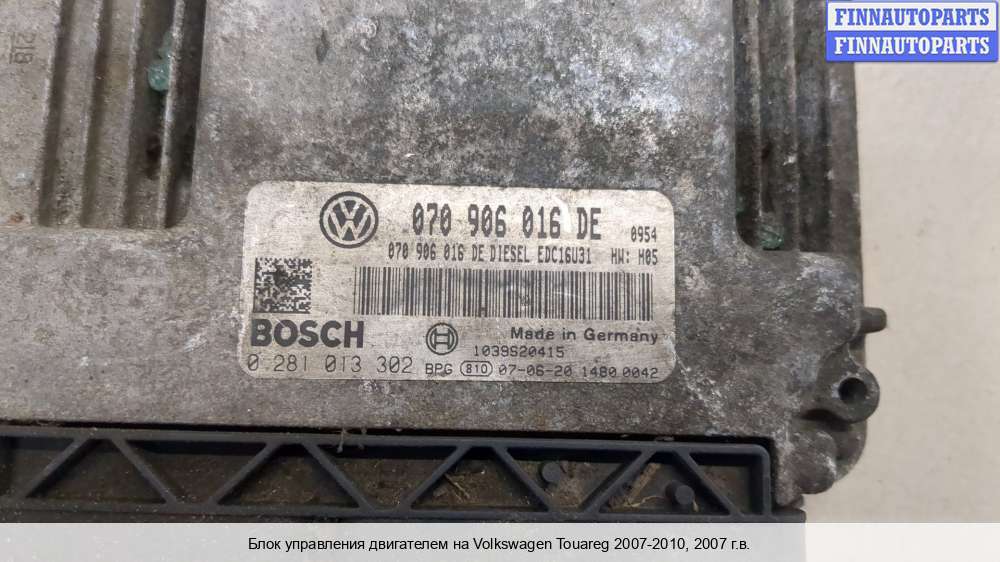 FINNAUTOPARTS
FINNAUTOPARTS
218
VW
070 906 016 DE 0954
070 906 016 DE DIESEL EDC16U31 HW: H05
BOSCH
Made in Germany
1039S20415
0 281 013 302 BPG 810 07-06-20 1480 0042
Блок управления двигателем на Volkswagen Touareg 2007-2010, 2007 г.в.